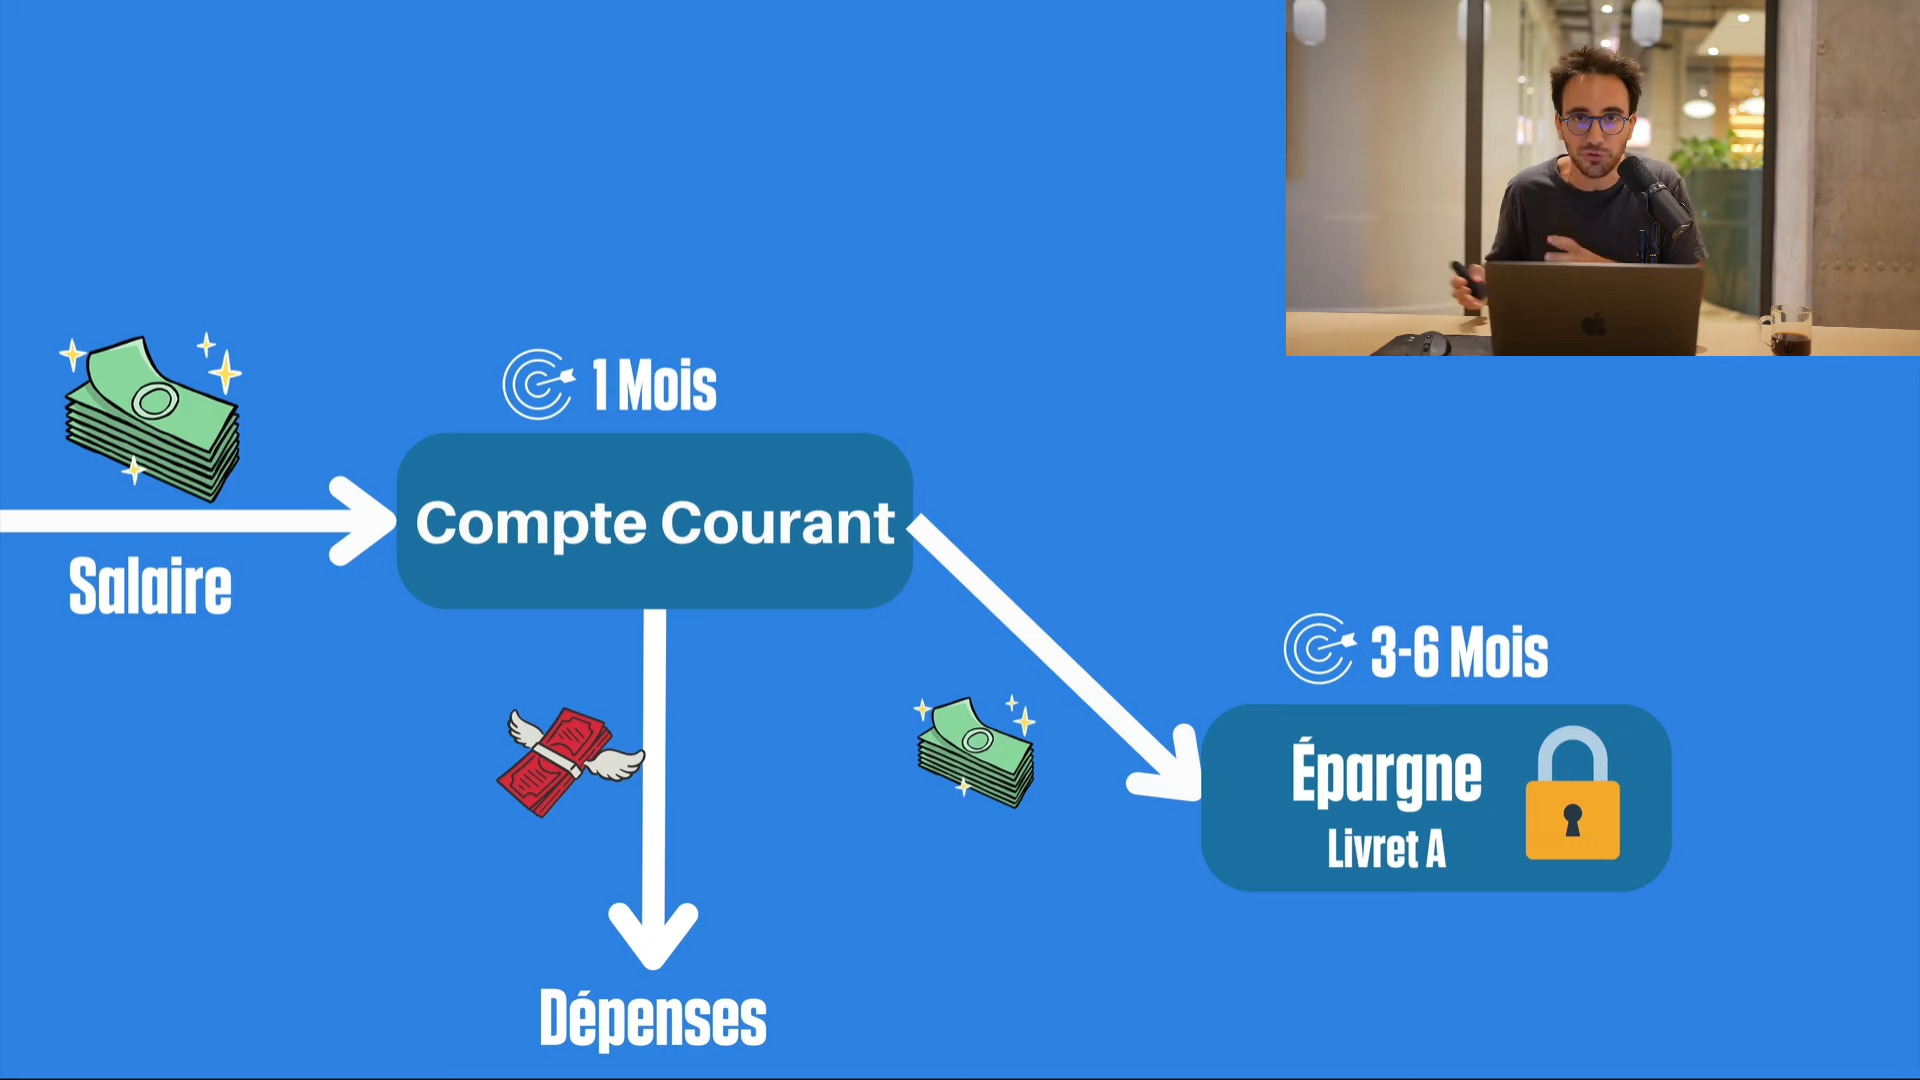 1 Mois
Compte Courant
Salaire
3-6 Mois
Épargne
Livret A
Dépenses